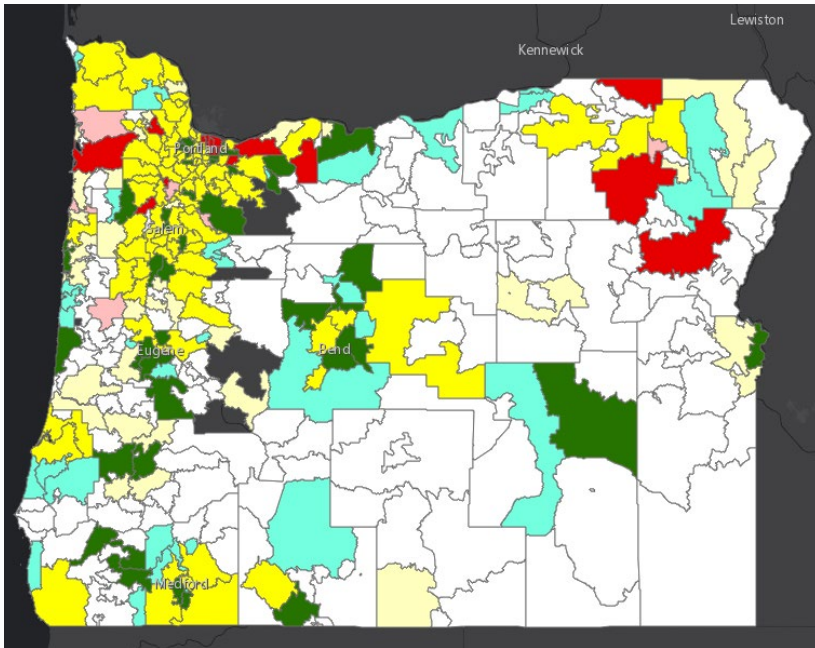 Lewiston
Kennewick
Portland
Salem
Eugene
Bend
Medford